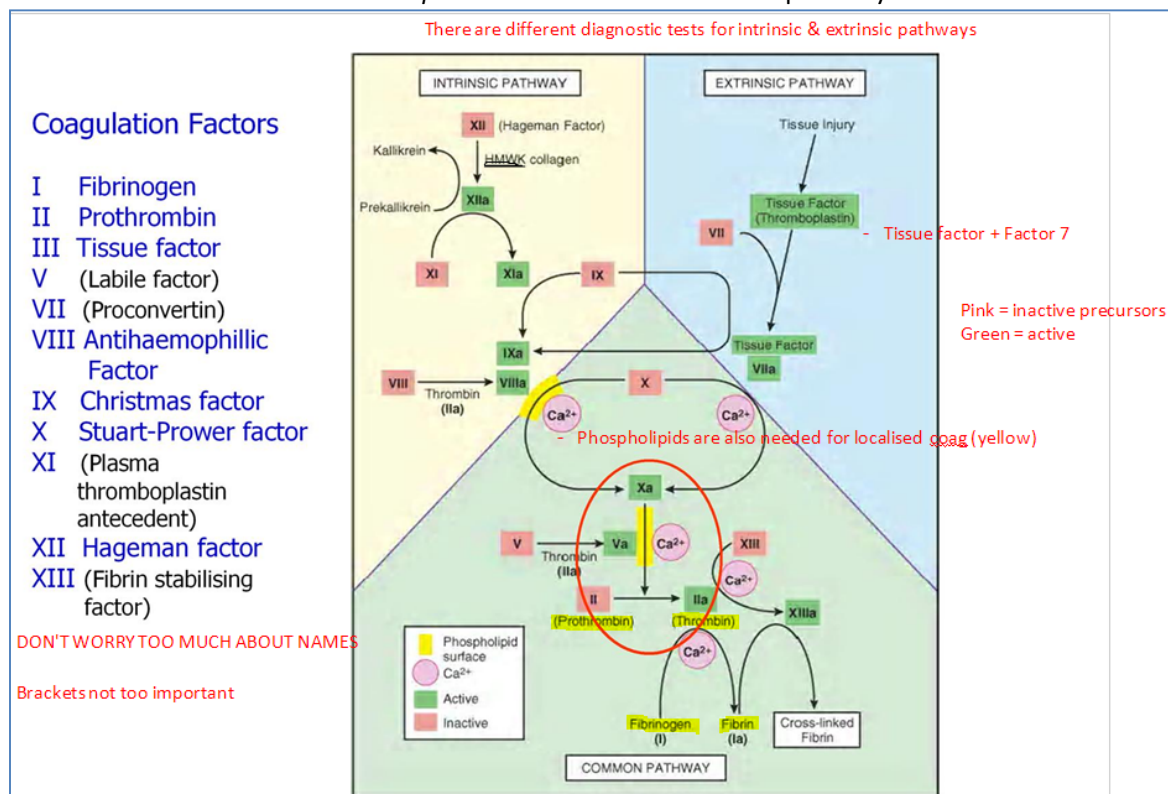 There are different diagnostic tests for intrinsic & extrinsic pathways
Coagulation Factors
I Fibrinogen
II Prothrombin
III Tissue factor
V (Labile factor)
VII (Proconvertin)
VIII Antihaemophillic
Factor
IX Christmas factor
X Stuart-Prower factor
XI (Plasma
thromboplastin
antecedent)
XII Hageman factor
XIII (Fibrin stabilising
factor)
DON'T WORRY TOO MUCH ABOUT NAMES
Brackets not too important
INTRINSIC PATHWAY
XII (Hageman Factor)
Kallikrein
HMWK collagen
XIIa
Prekallikrein
XI
XIa
IX
IXa
VIII
Thrombin
(IIa)
VIIIa
EXTRINSIC PATHWAY
Tissue Injury
Tissue Factor
(Thromboplastin)
VII
- Tissue factor + Factor 7
Pink = inactive precursors
Green = active
Tissue Factor
VIIa
X
Ca2+
Ca2+
- Phospholipids are also needed for localised coag (yellow)
Xa
V
Thrombin
(IIa)
Va
Ca2+
XIII
Ca2+
II
(Prothrombin)
IIa
(Thrombin)
XIIIa
Ca2+
Phospholipid
surface
Ca2+
Active
Inactive
Fibrinogen
(I)
Fibrin
(Ia)
Cross-linked
Fibrin
COMMON PATHWAY